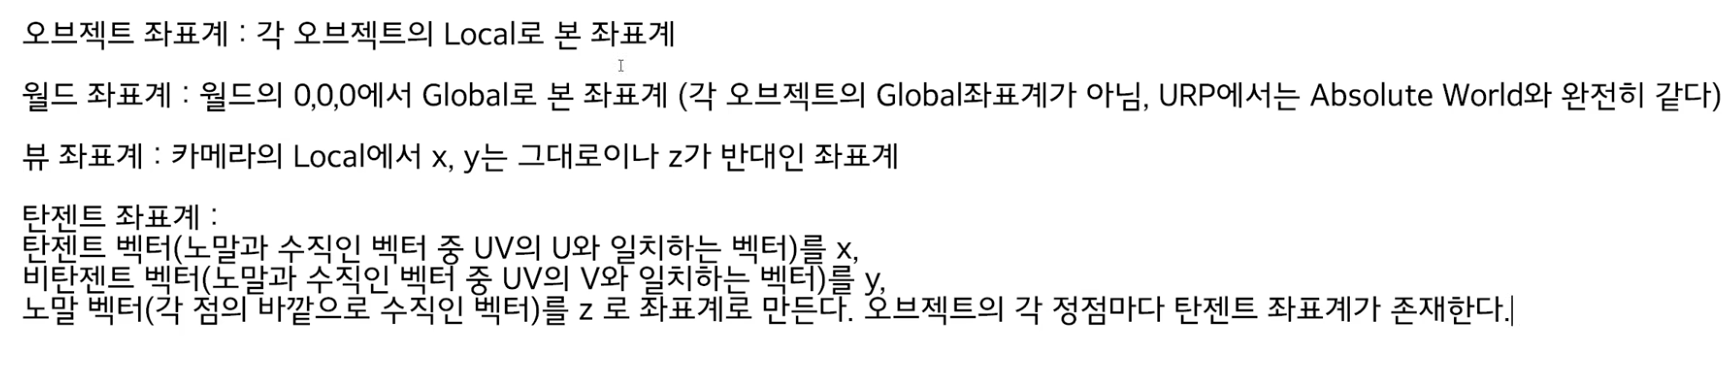 오브젝트 좌표계 : 각 오브젝트의 Local로 본 좌표계
월드 좌표계 : 월드의 0,0,0에서 Global로 본 좌표계 (각 오브젝트의 Global좌표계가 아님, URP에서는 Absolute World와 완전히 같다)
뷰 좌표계 : 카메라의 Local에서 x, y는 그대로이나 z가 반대인 좌표계
탄젠트 좌표계 :
탄젠트 벡터(노말과 수직인 벡터 중 UV의 U와 일치하는 벡터)를 x,
비탄젠트 벡터(노말과 수직인 벡터 중 UV의 V와 일치하는 벡터)를 y,
노말 벡터(각 점의 바깥으로 수직인 벡터)를 z 로 좌표계로 만든다. 오브젝트의 각 정점마다 탄젠트 좌표계가 존재한다.